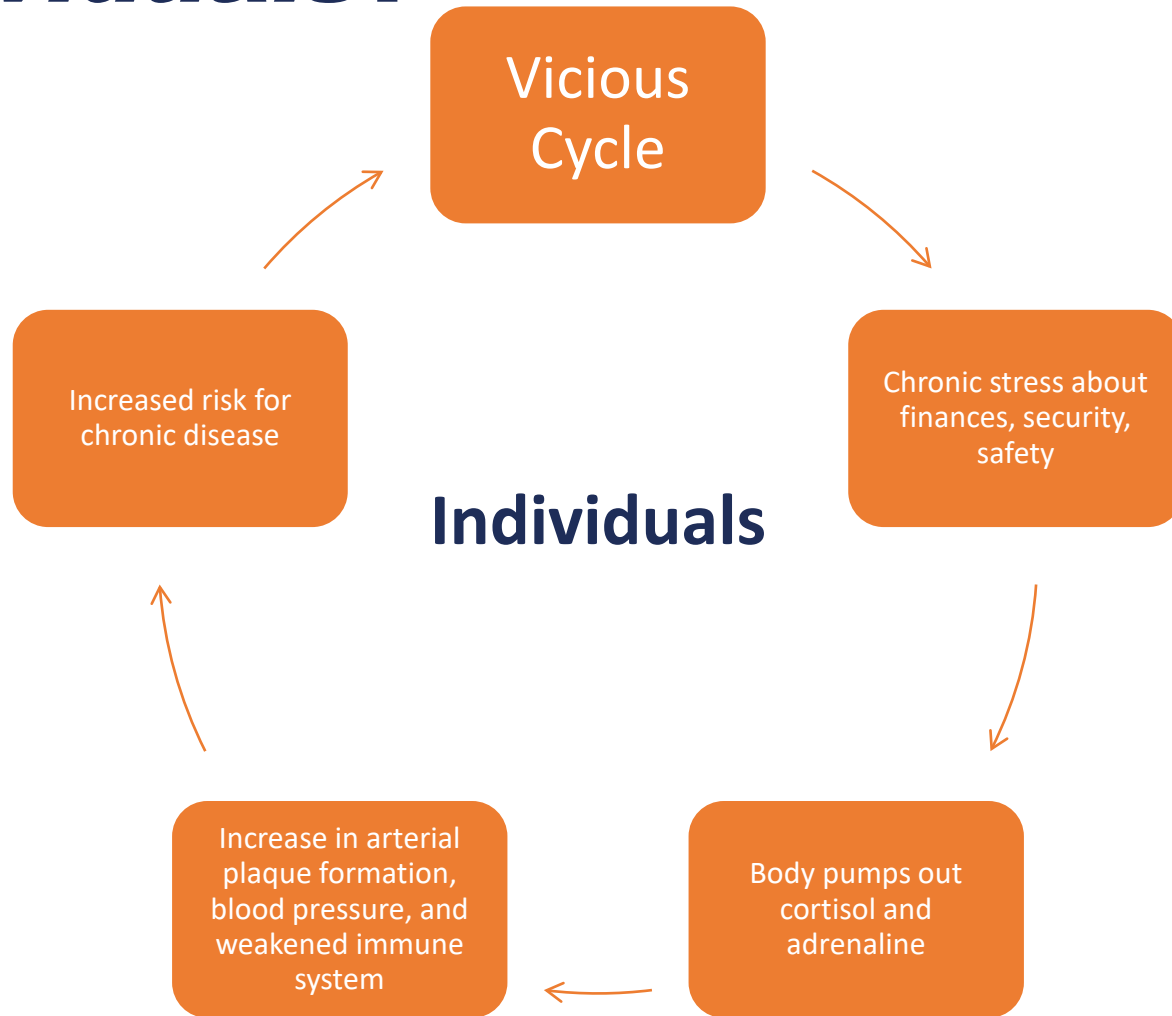 Vicious
Cycle
Chronic stress about
finances, security,
safety
Body pumps out
cortisol and
adrenaline
Increase in arterial
plaque formation,
blood pressure, and
weakened immune
system
Increased risk for
chronic disease
Individuals